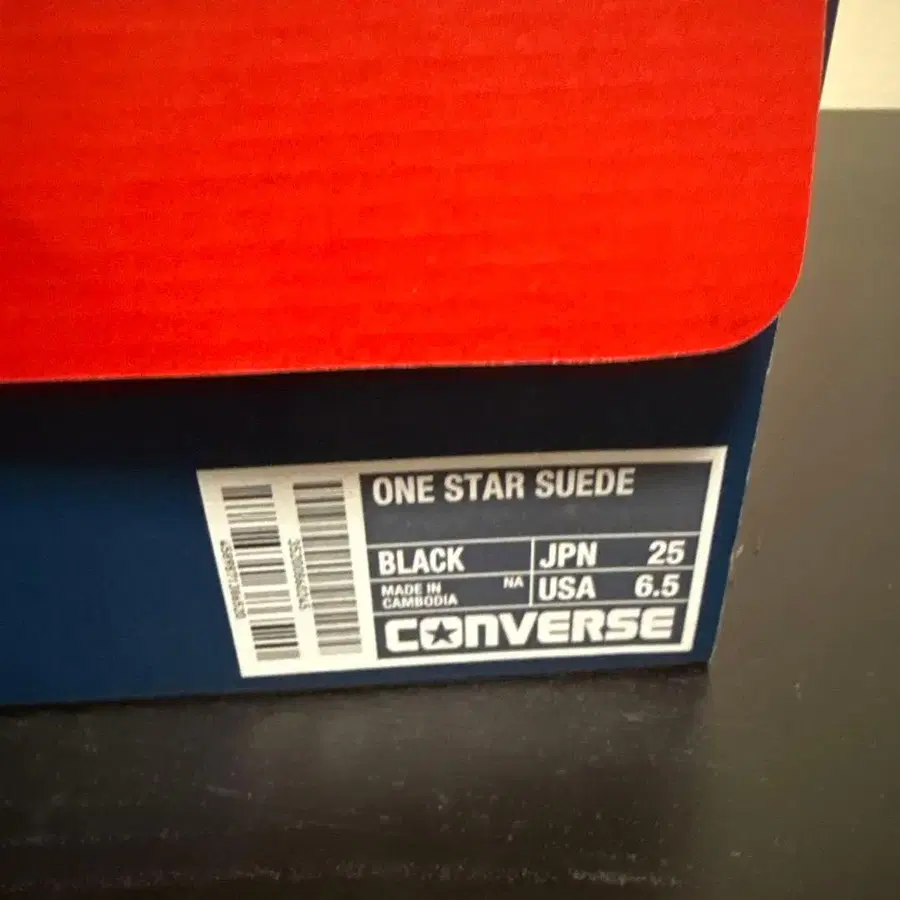 ONE STAR SUEDE
BLACK
JPN 25
MADE IN
CAMBODIA
NA
USA 6.5
CONVERSE